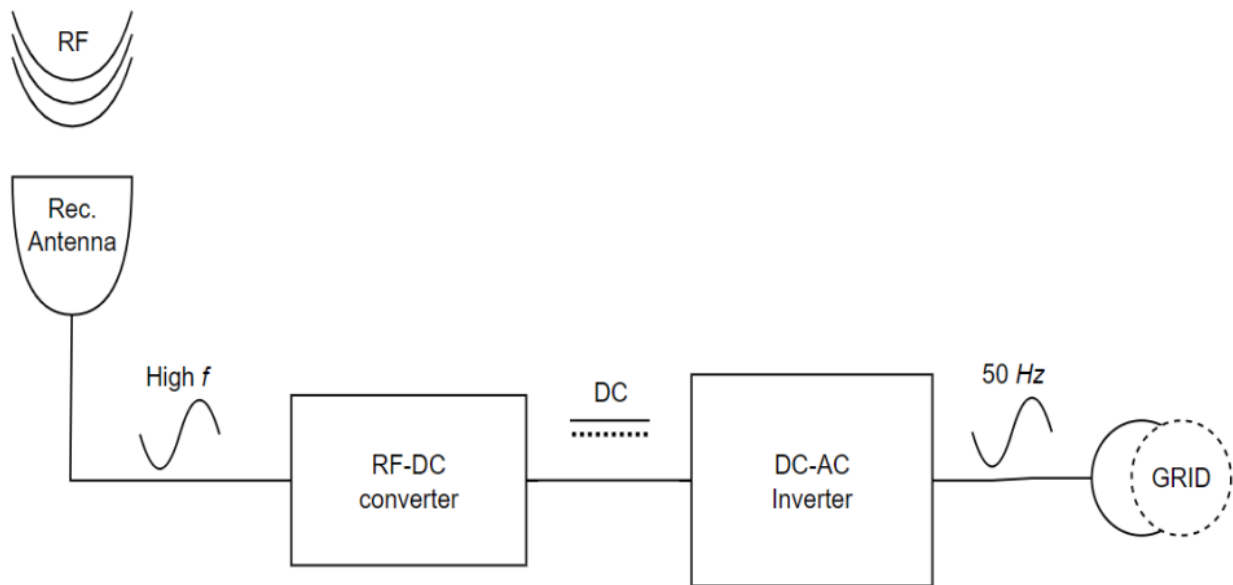 RF
Rec.
Antenna
High f
RF-DC
converter
DC
DC-AC
Inverter
50 Hz
GRID